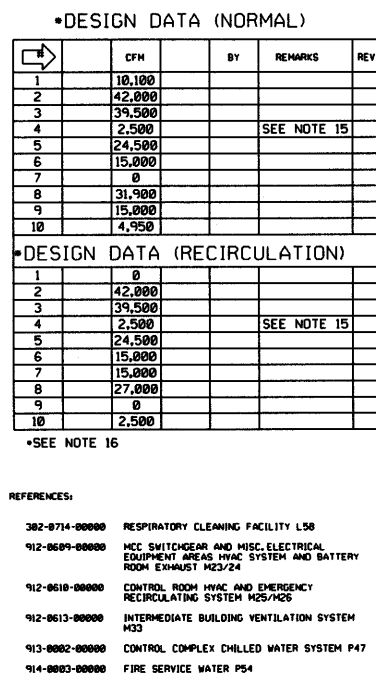 *DESIGN DATA (NORMAL)
# CFM BY REMARKS REV
1 10,100
2 42,000
3 39,500
4 2,500 SEE NOTE 15
5 24,500
6 15,000
7 0
8 31,900
9 15,000
10 4,950
*DESIGN DATA (RECIRCULATION)
1 0
2 42,000
3 39,500
4 2,500 SEE NOTE 15
5 24,500
6 15,000
7 15,000
8 27,000
9 0
10 2,500
*SEE NOTE 16
REFERENCES:
302-0714-00000 RESPIRATORY CLEANING FACILITY L58
912-0609-00000 MCC SWITCHGEAR AND MISC. ELECTRICAL
EQUIPMENT AREAS HVAC SYSTEM AND BATTERY
ROOM EXHAUST M23/24
912-0610-00000 CONTROL ROOM HVAC AND EMERGENCY
RECIRCULATING SYSTEM M25/M26
912-0613-00000 INTERMEDIATE BUILDING VENTILATION SYSTEM
M33
913-0002-00000 CONTROL COMPLEX CHILLED WATER SYSTEM P47
914-0003-00000 FIRE SERVICE WATER P54